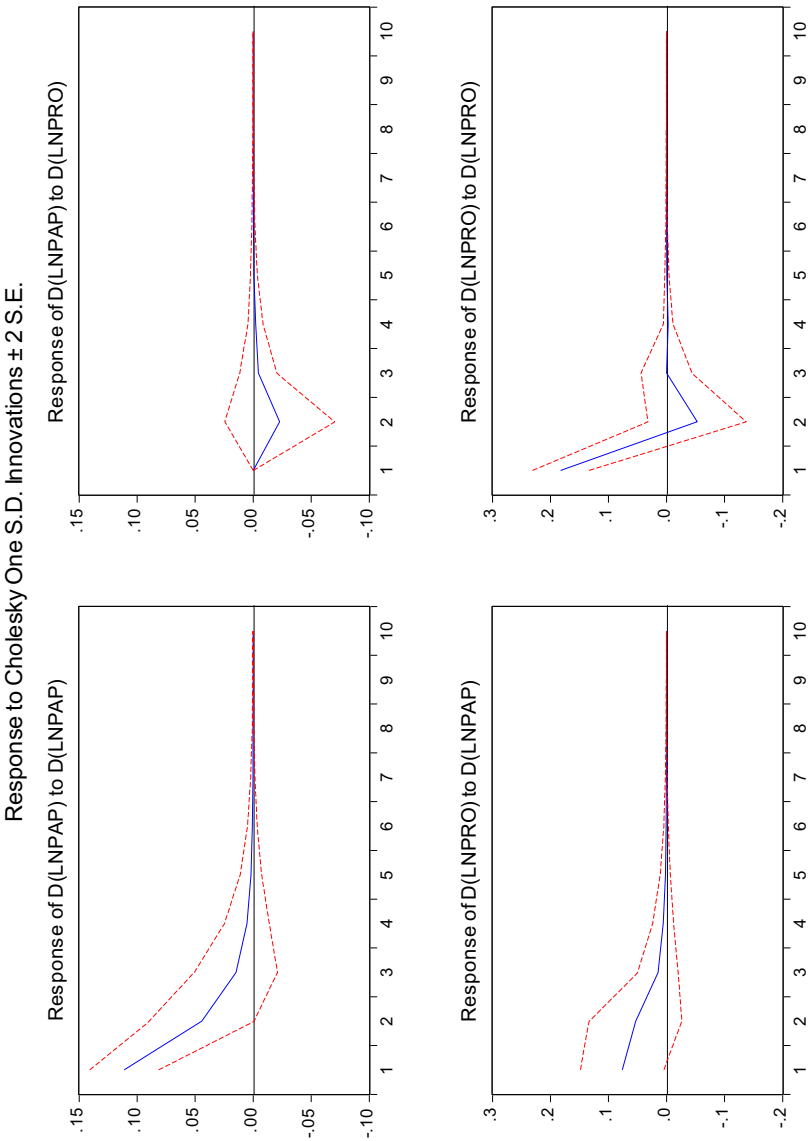 Response to Cholesky One S.D. Innovations ± 2 S.E.
Response of D(LNPAP) to D(LNPAP)
.15
.10
.05
.00
-.05
-.10
1 2 3 4 5 6 7 8 9 10
Response of D(LNPAP) to D(LNPRO)
.15
.10
.05
.00
-.05
-.10
1 2 3 4 5 6 7 8 9 10
Response of D(LNPRO) to D(LNPAP)
.3
.2
.1
.0
-.1
-.2
1 2 3 4 5 6 7 8 9 10
Response of D(LNPRO) to D(LNPRO)
.3
.2
.1
.0
-.1
-.2
1 2 3 4 5 6 7 8 9 10